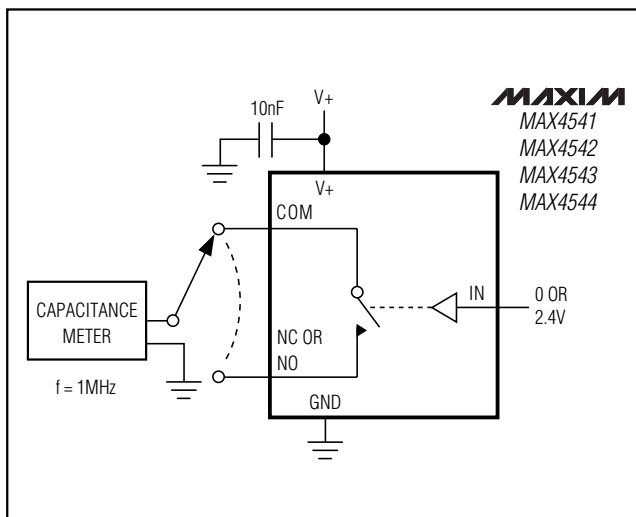 10nF
V+
MAXIM
MAX4541
MAX4542
MAX4543
MAX4544
V+
COM
IN
0 OR
2.4V
CAPACITANCE
METER
NC OR
NO
f = 1MHz
GND